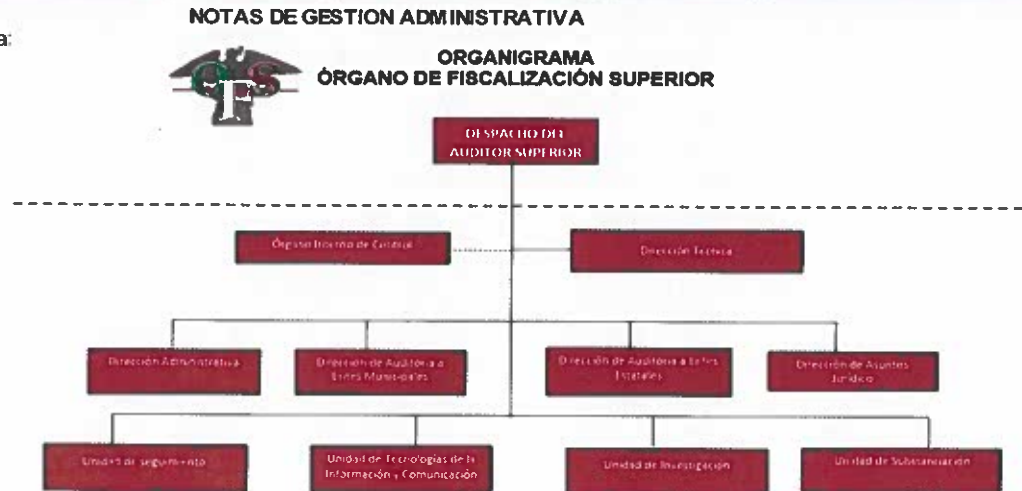 NOTAS DE GESTION ADMINISTRATIVA
a:
ORGANIGRAMA
ÓRGANO DE FISCALIZACIÓN SUPERIOR
OFS
DESPACHO DEL
AUDITOR SUPERIOR
Órgano Interno de Control
Dirección Técnica
Dirección Administrativa
Dirección de Auditoría a
Entes Municipales
Dirección de Auditoría a Entes
Estatales
Dirección de Asuntos
Jurídico
Unidad de seguimiento
Unidad de Tecnologías de la
Información y Comunicación
Unidad de Investigación
Unidad de Substanciación